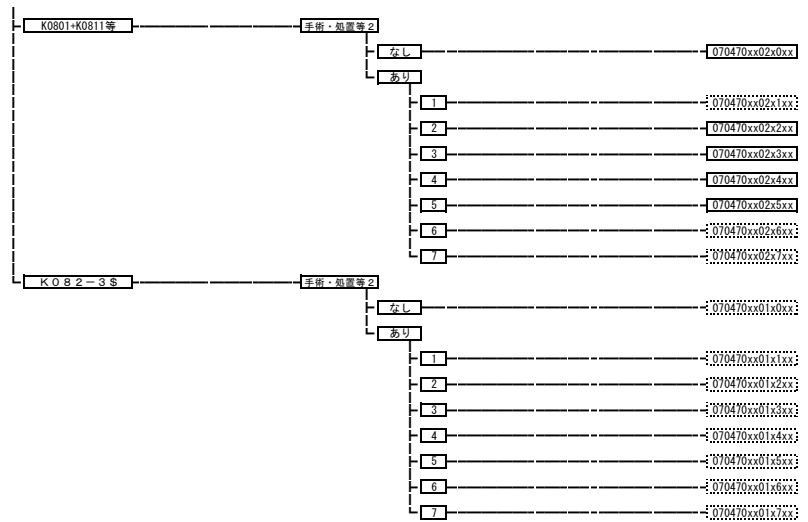 K0801+K0811等 手術・処置等2
なし 070470xx02x0xx
あり
1 070470xx02x1xx
2 070470xx02x2xx
3 070470xx02x3xx
4 070470xx02x4xx
5 070470xx02x5xx
6 070470xx02x6xx
7 070470xx02x7xx
K082-3$ 手術・処置等2
なし 070470xx01x0xx
あり
1 070470xx01x1xx
2 070470xx01x2xx
3 070470xx01x3xx
4 070470xx01x4xx
5 070470xx01x5xx
6 070470xx01x6xx
7 070470xx01x7xx